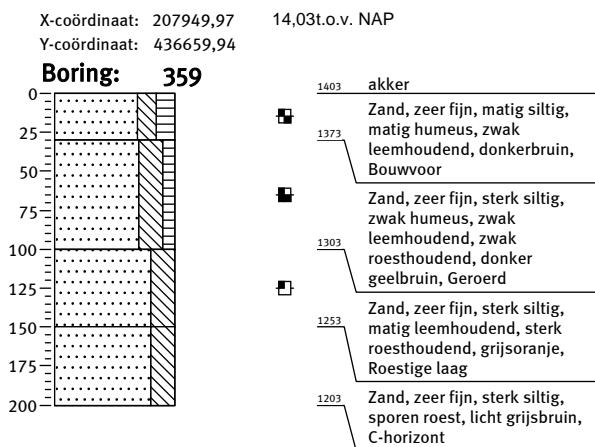 X-coördinaat: 207949,97 14,03t.o.v. NAP
Y-coördinaat: 436659,94
Boring: 359
0
25
50
75
100
125
150
175
200
1403 akker
Zand, zeer fijn, matig siltig,
1373 matig humeus, zwak
leemhoudend, donkerbruin,
Bouwvoor
Zand, zeer fijn, sterk siltig,
zwak humeus, zwak
leemhoudend, zwak
1303 roesthoudend, donker
geelbruin, Geroerd
Zand, zeer fijn, sterk siltig,
1253 matig leemhoudend, sterk
roesthoudend, grijsoranje,
Roestige laag
1203 Zand, zeer fijn, sterk siltig,
sporen roest, licht grijsbruin,
C-horizont